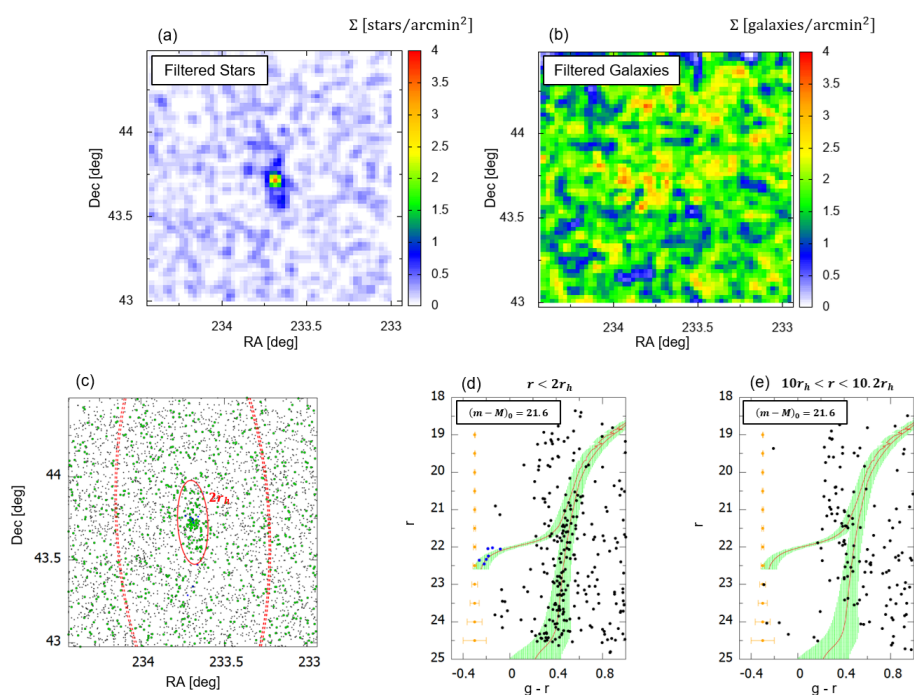 (a)
Σ [stars/arcmin²]
Filtered Stars
4
3.5
3
2.5
2
1.5
1
0.5
0
44
43.5
43
Dec [deg]
234
233.5
233
RA [deg]
(b)
Σ [galaxies/arcmin²]
Filtered Galaxies
4
3.5
3
2.5
2
1.5
1
0.5
0
44
43.5
43
Dec [deg]
234
233.5
233
RA [deg]
(c)
2r_h
44
43.5
43
Dec [deg]
234
233.5
233
RA [deg]
(d)
r < 2r_h
(m − M)₀ = 21.6
18
19
20
21
22
23
24
25
r
-0.4
0
0.4
0.8
g - r
(e)
10r_h < r < 10.2r_h
(m − M)₀ = 21.6
18
19
20
21
22
23
24
25
r
-0.4
0
0.4
0.8
g - r